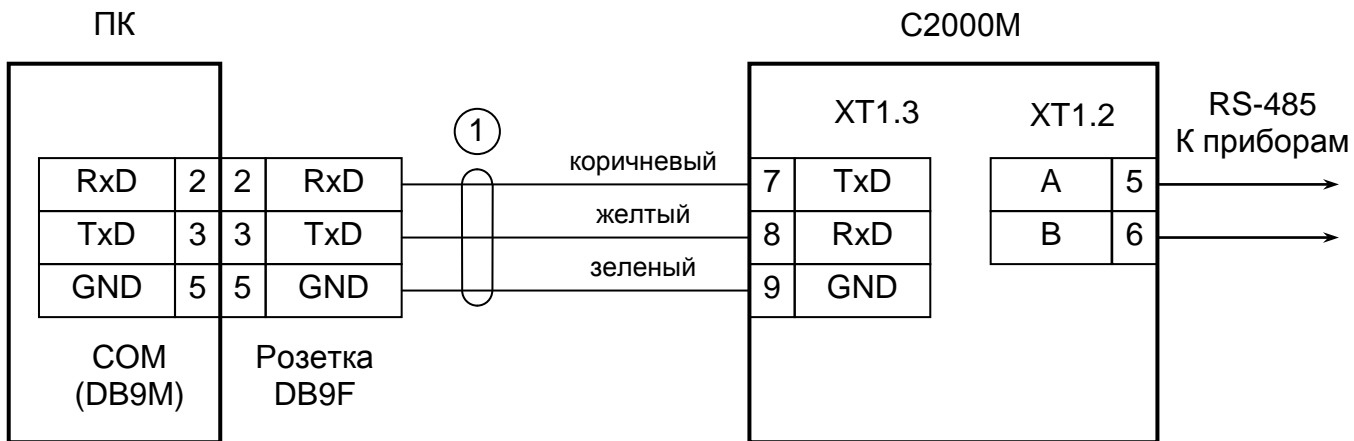 ПК
С2000М
XT1.3
XT1.2
RS-485
К приборам
1
RxD 2 2 RxD
коричневый
7 TxD
A 5
TxD 3 3 TxD
желтый
8 RxD
B 6
GND 5 5 GND
зеленый
9 GND
COM
(DB9M)
Розетка
DB9F